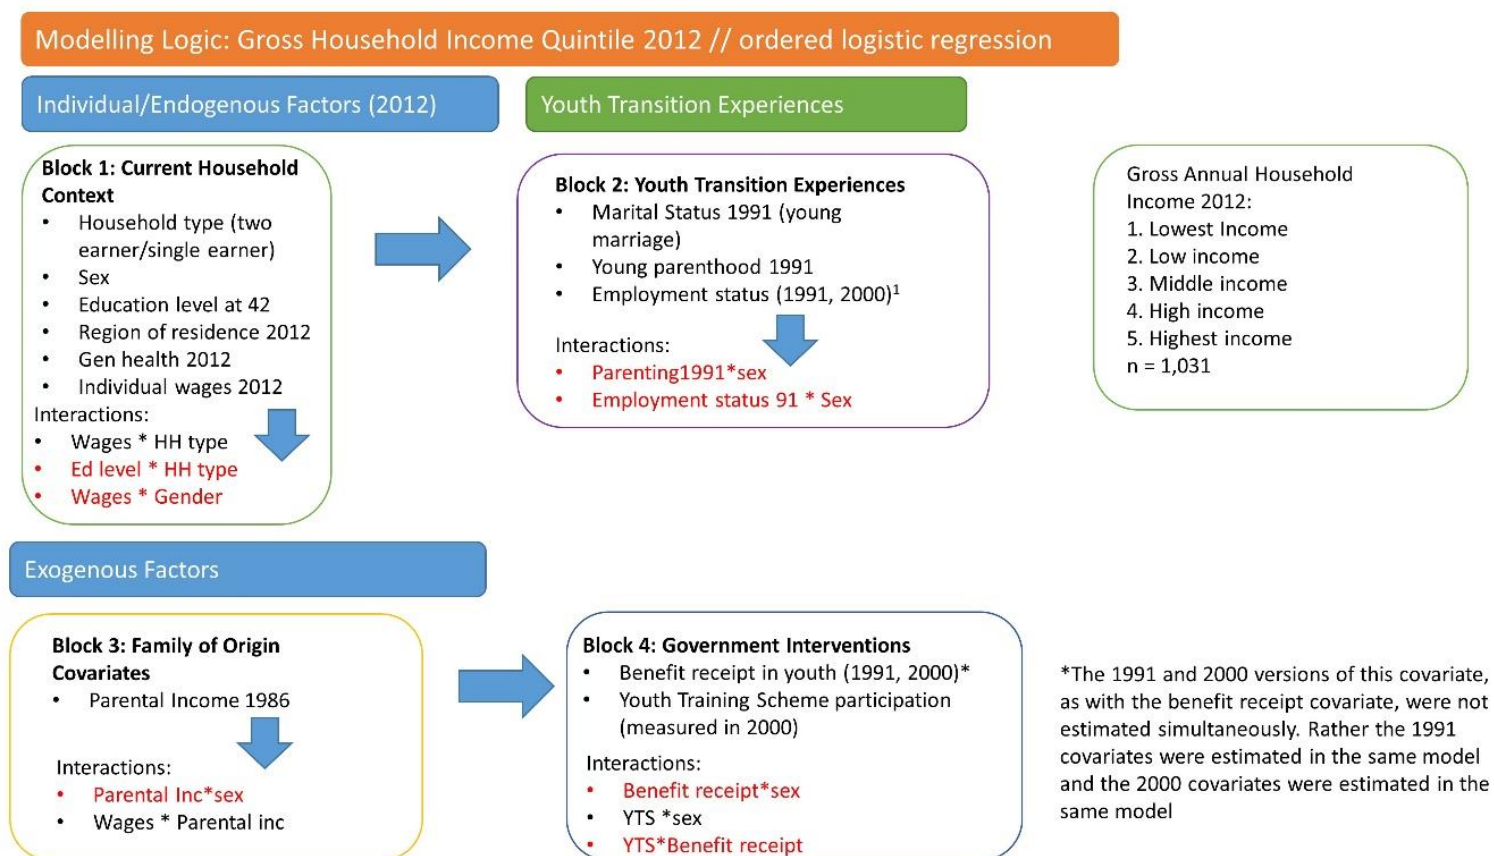 Modelling Logic: Gross Household Income Quintile 2012 // ordered logistic regression
Individual/Endogenous Factors (2012)
Youth Transition Experiences
Block 1: Current Household
Context
• Household type (two
earner/single earner)
• Sex
• Education level at 42
• Region of residence 2012
• Gen health 2012
• Individual wages 2012
Interactions:
• Wages * HH type
• Ed level * HH type
• Wages * Gender
Block 2: Youth Transition Experiences
• Marital Status 1991 (young
marriage)
• Young parenthood 1991
• Employment status (1991, 2000)¹
Interactions:
• Parenting1991*sex
• Employment status 91 * Sex
Gross Annual Household
Income 2012:
1. Lowest Income
2. Low income
3. Middle income
4. High income
5. Highest income
n = 1,031
Exogenous Factors
Block 3: Family of Origin
Covariates
• Parental Income 1986
Interactions:
• Parental Inc*sex
• Wages * Parental inc
Block 4: Government Interventions
• Benefit receipt in youth (1991, 2000)*
• Youth Training Scheme participation
(measured in 2000)
Interactions:
• Benefit receipt*sex
• YTS *sex
• YTS*Benefit receipt
*The 1991 and 2000 versions of this covariate,
as with the benefit receipt covariate, were not
estimated simultaneously. Rather the 1991
covariates were estimated in the same model
and the 2000 covariates were estimated in the
same model